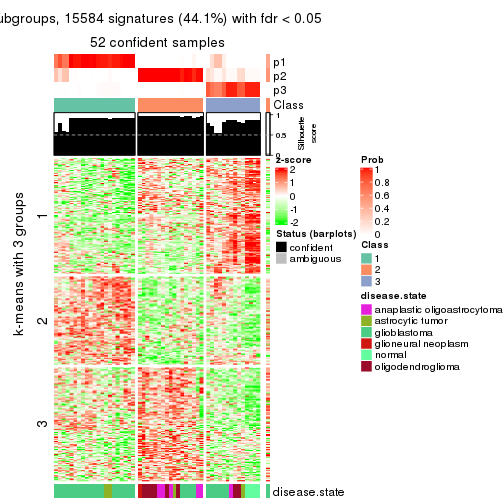 ubgroups, 15584 signatures (44.1%) with fdr < 0.05
52 confident samples
p1
p2
p3
Class
1
0.5
0
Silhouette
score
k-means with 3 groups
1
2
3
disease.state
z-score
2
1
0
-1
-2
Status (barplots)
confident
ambiguous
Prob
1
0.8
0.6
0.4
0.2
0
Class
1
2
3
disease.state
anaplastic oligoastrocytoma
astrocytic tumor
glioblastoma
glioneural neoplasm
normal
oligodendroglioma